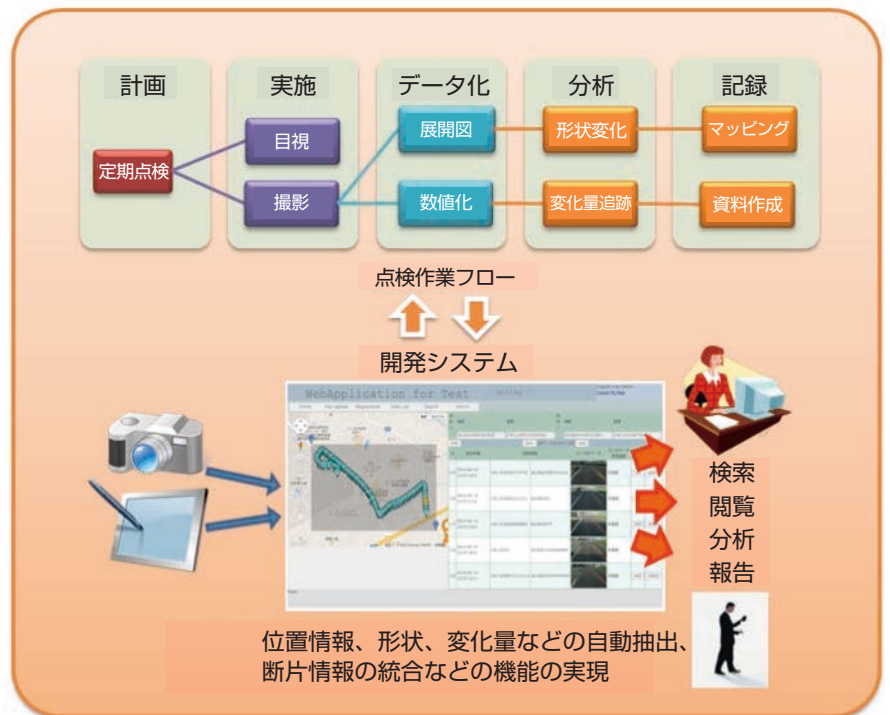 計画
実施
データ化
分析
記録
定期点検
目視
撮影
展開図
数値化
形状変化
変化量追跡
マッピング
資料作成
点検作業フロー
開発システム
WebApplication for Test
検索
閲覧
分析
報告
位置情報、形状、変化量などの自動抽出、
断片情報の統合などの機能の実現